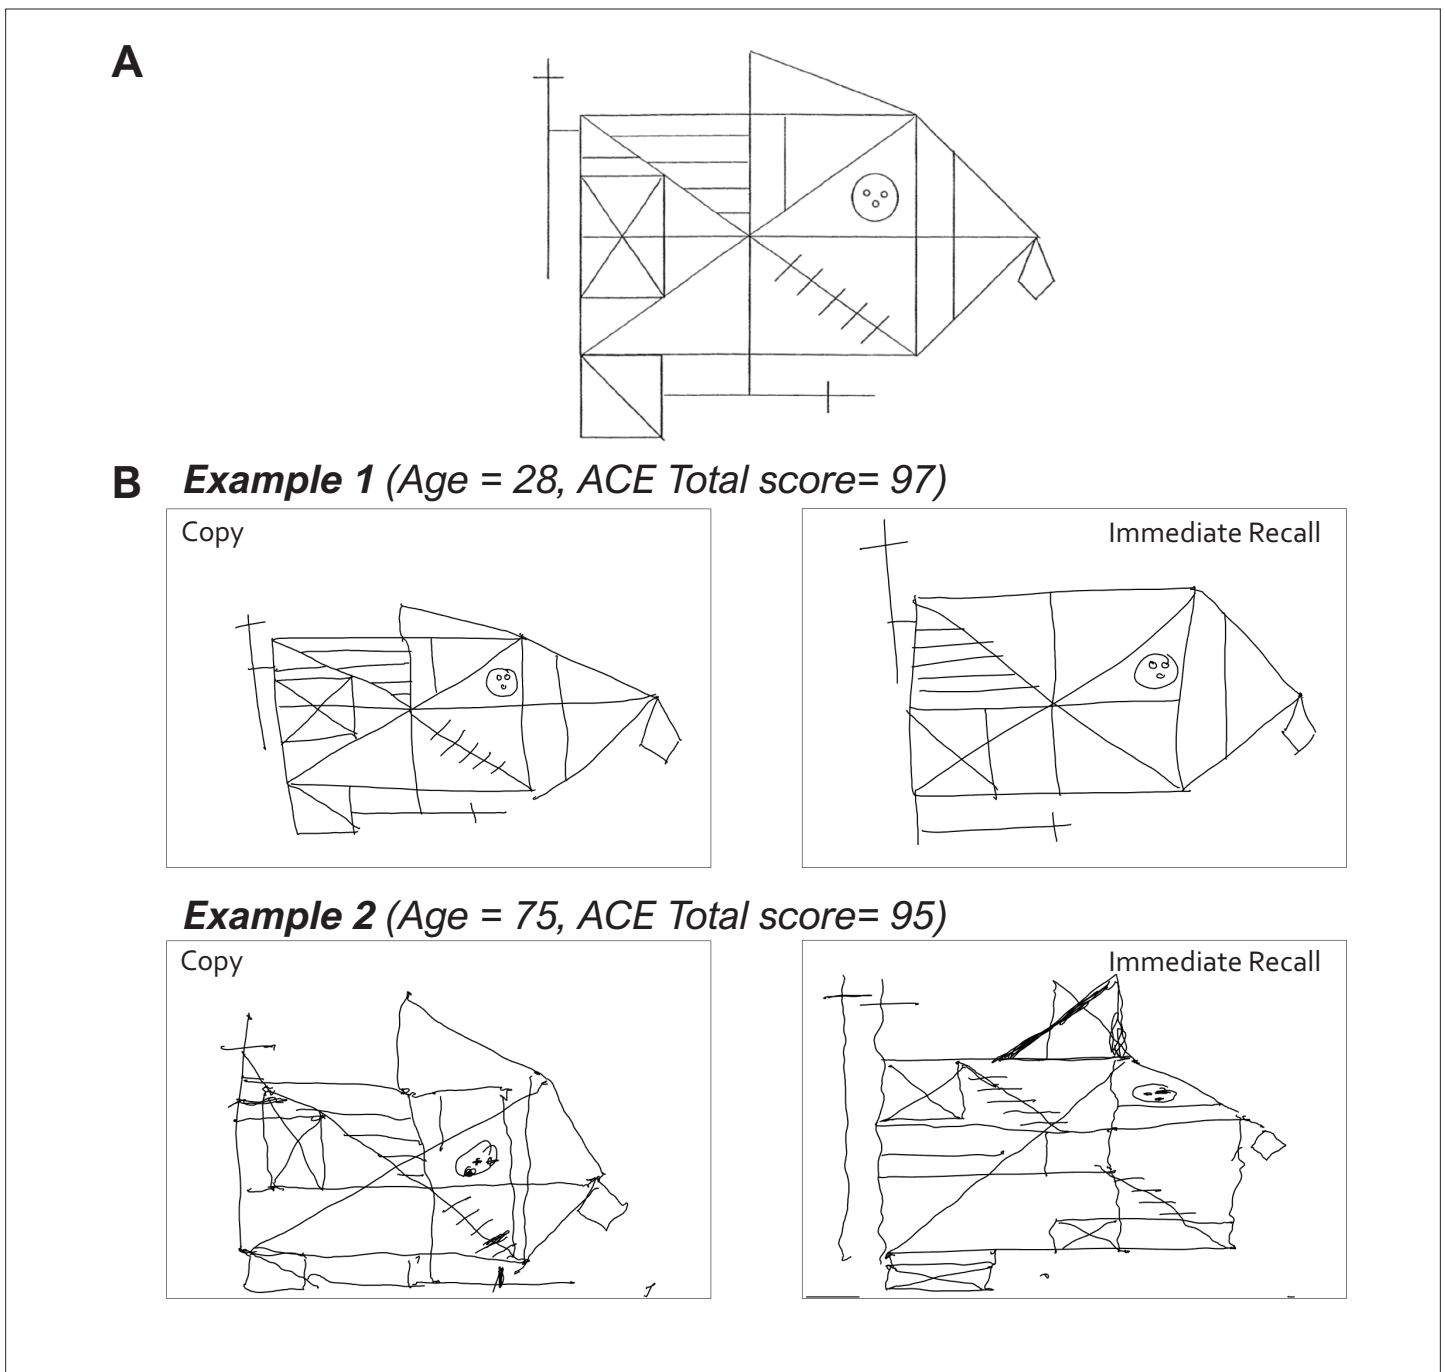 A
B Example 1 (Age = 28, ACE Total score= 97)
Copy
Immediate Recall
Example 2 (Age = 75, ACE Total score= 95)
Copy
Immediate Recall